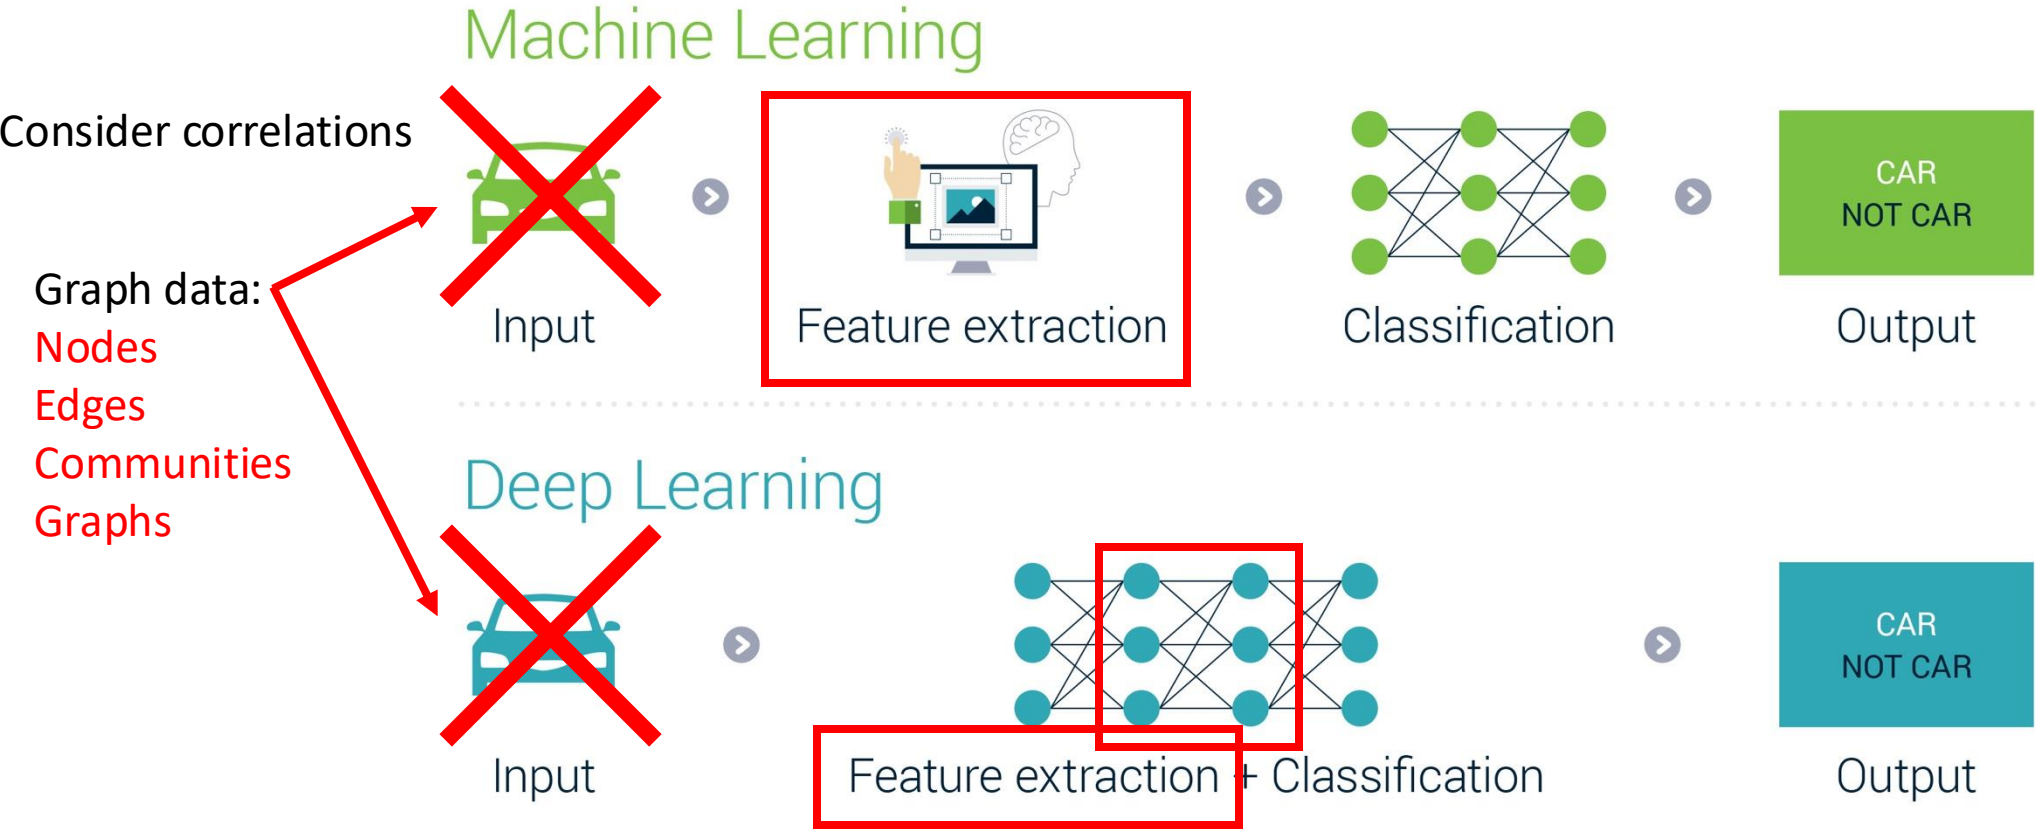 Machine Learning
Consider correlations
Graph data:
Nodes
Edges
Communities
Graphs
Input
Feature extraction
Classification
CAR
NOT CAR
Output
Deep Learning
Input
Feature extraction + Classification
CAR
NOT CAR
Output